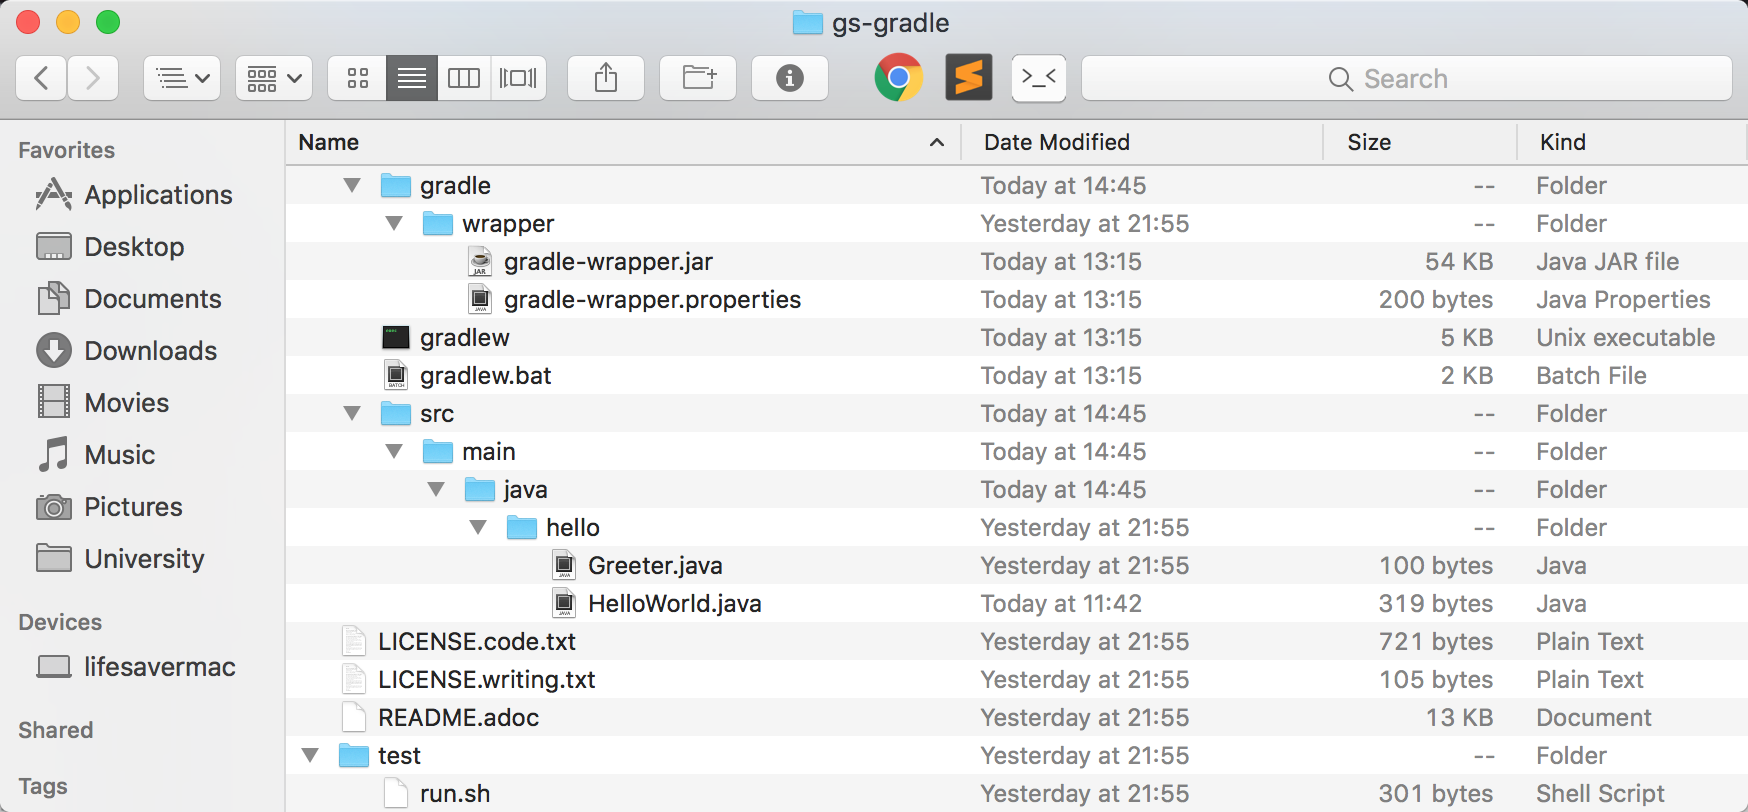 gs-gradle
>_<
Search
Favorites
Applications
Desktop
Documents
Downloads
Movies
Music
Pictures
University
Devices
lifesavermac
Shared
Tags
Name Date Modified Size Kind
gradle Today at 14:45 -- Folder
wrapper Yesterday at 21:55 -- Folder
JAR gradle-wrapper.jar Today at 13:15 54 KB Java JAR file
JAVA gradle-wrapper.properties Today at 13:15 200 bytes Java Properties
gradlew Today at 13:15 5 KB Unix executable
BATCH gradlew.bat Today at 13:15 2 KB Batch File
src Today at 14:45 -- Folder
main Today at 14:45 -- Folder
java Today at 14:45 -- Folder
hello Yesterday at 21:55 -- Folder
JAVA Greeter.java Yesterday at 21:55 100 bytes Java
JAVA HelloWorld.java Today at 11:42 319 bytes Java
LICENSE.code.txt Yesterday at 21:55 721 bytes Plain Text
LICENSE.writing.txt Yesterday at 21:55 105 bytes Plain Text
README.adoc Yesterday at 21:55 13 KB Document
test Yesterday at 21:55 -- Folder
run.sh Yesterday at 21:55 301 bytes Shell Script